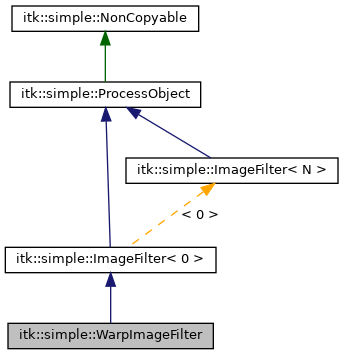 itk::simple::NonCopyable
itk::simple::ProcessObject
itk::simple::ImageFilter< N >
< 0 >
itk::simple::ImageFilter< 0 >
itk::simple::WarpImageFilter